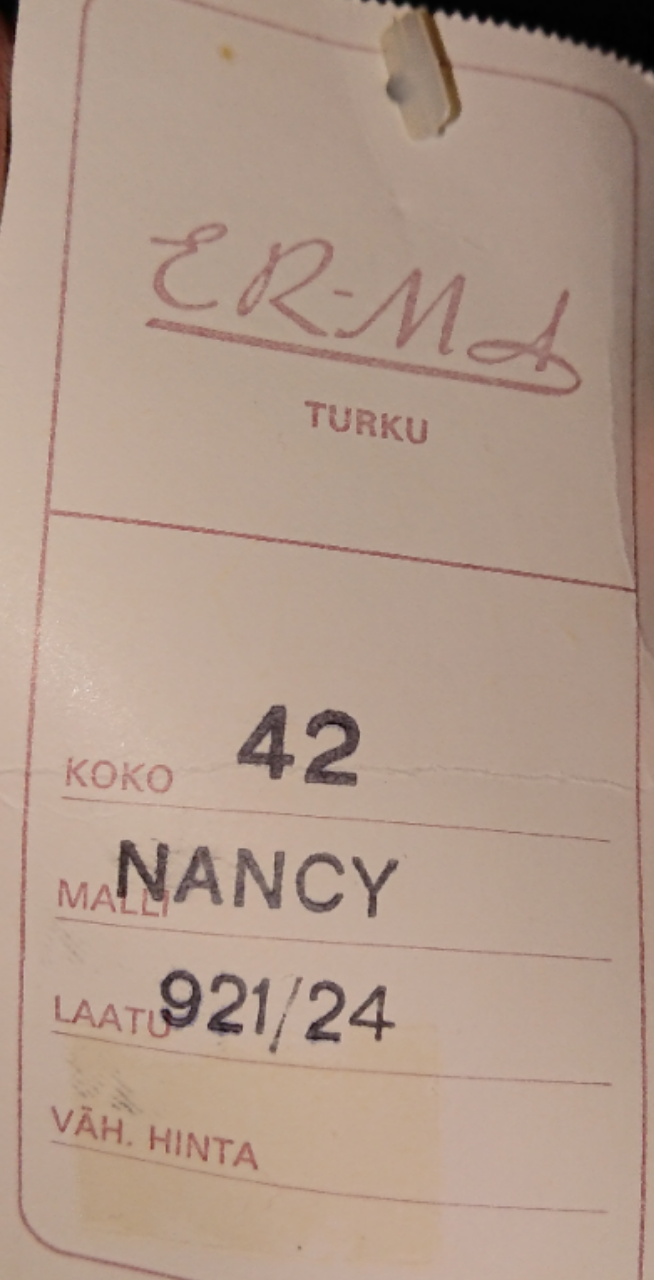 ER-MA
TURKU
KOKO 42
MALLI NANCY
LAATU 921/24
VÄH. HINTA